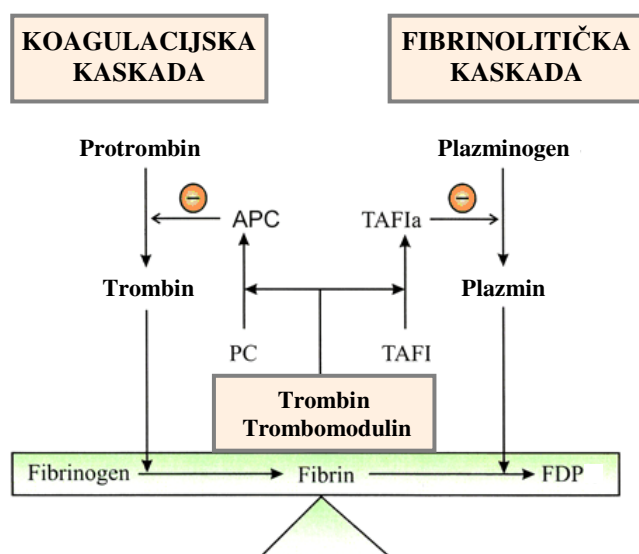 KOAGULACIJSKA
KASKADA
FIBRINOLITIČKA
KASKADA
Protrombin
Plazminogen
−
APC
TAFIa
−
Trombin
Plazmin
PC
TAFI
Trombin
Trombomodulin
Fibrinogen
Fibrin
FDP